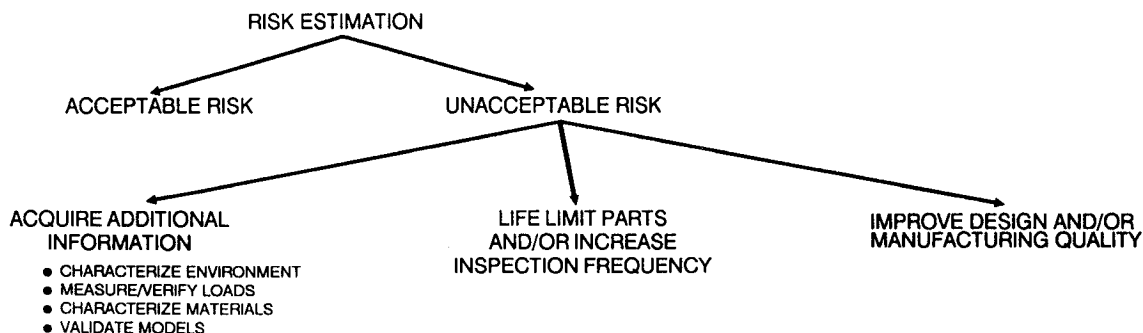 RISK ESTIMATION
ACCEPTABLE RISK
UNACCEPTABLE RISK
ACQUIRE ADDITIONAL
INFORMATION
● CHARACTERIZE ENVIRONMENT
● MEASURE/VERIFY LOADS
● CHARACTERIZE MATERIALS
● VALIDATE MODELS
LIFE LIMIT PARTS
AND/OR INCREASE
INSPECTION FREQUENCY
IMPROVE DESIGN AND/OR
MANUFACTURING QUALITY